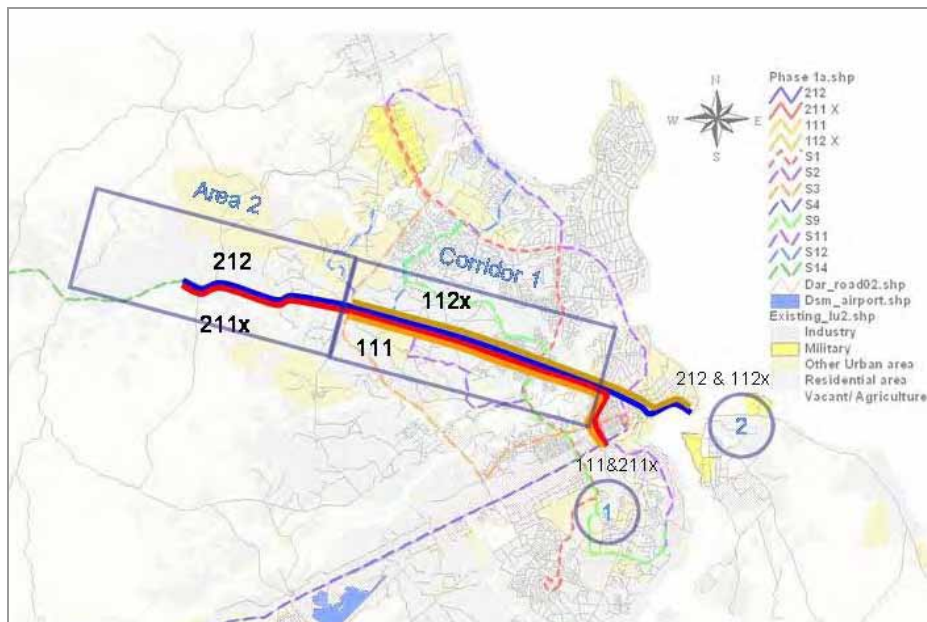 N
W E
S
Phase 1a.shp
212
211 X
111
112 X
S1
S2
S3
S4
S9
S11
S12
S14
Dar_road02.shp
Dsm_airport.shp
Existing_lu2.shp
Industry
Military
Other Urban area
Residential area
Vacant/ Agriculture
Area 2
Corridor 1
212
112x
211x
111
212 & 112x
2
111&211x
1